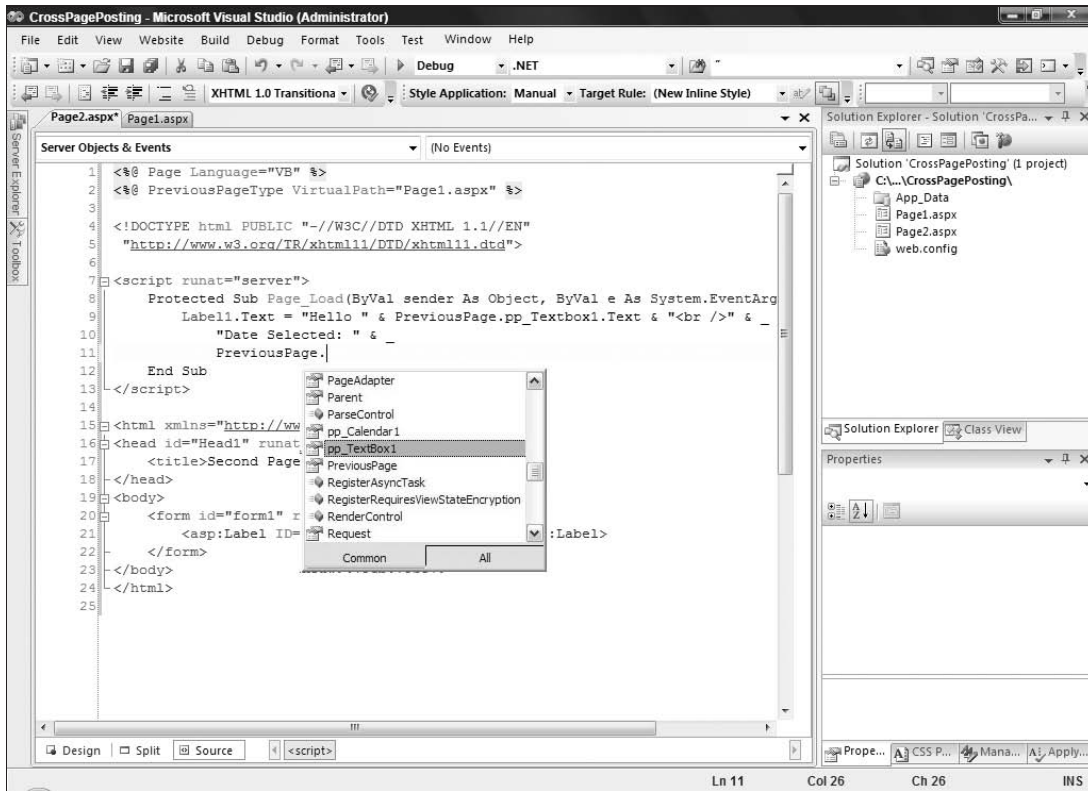 CrossPagePosting - Microsoft Visual Studio (Administrator)
File Edit View Website Build Debug Format Tools Test Window Help
Debug .NET
XHTML 1.0 Transitiona Style Application: Manual Target Rule: (New Inline Style)
Server Explorer
Toolbox
Page2.aspx* Page1.aspx
Server Objects & Events (No Events)
1 <%@ Page Language="VB" %>
2 <%@ PreviousPageType VirtualPath="Page1.aspx" %>
3
4 <!DOCTYPE html PUBLIC "-//W3C//DTD XHTML 1.1//EN"
5 "http://www.w3.org/TR/xhtml11/DTD/xhtml11.dtd">
6
7 <script runat="server">
8 Protected Sub Page_Load(ByVal sender As Object, ByVal e As System.EventArg
9 Label1.Text = "Hello " & PreviousPage.pp_Textbox1.Text & "<br />" & _
10 "Date Selected: " & _
11 PreviousPage.
12 End Sub
13 </script>
14
15 <html xmlns="http://ww
16 <head id="Head1" runat
17 <title>Second Page
18 </head>
19 <body>
20 <form id="form1" r
21 <asp:Label ID= :Label>
22 </form>
23 </body>
24 </html>
25
PageAdapter
Parent
ParseControl
pp_Calendar1
pp_TextBox1
PreviousPage
RegisterAsyncTask
RegisterRequiresViewStateEncryption
RenderControl
Request
Common All
Design Split Source <script>
Solution Explorer - Solution 'CrossPa...
Solution 'CrossPagePosting' (1 project)
C:\...\CrossPagePosting\
App_Data
Page1.aspx
Page2.aspx
web.config
Solution Explorer Class View
Properties
Prope... CSS P... Mana... Apply...
Ln 11 Col 26 Ch 26 INS